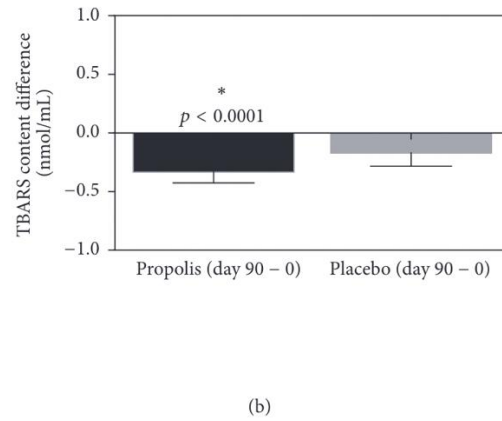 1.0
0.5
0.0
−0.5
−1.0
TBARS content difference
(nmol/mL)
*
p < 0.0001
Propolis (day 90 − 0)
Placebo (day 90 − 0)
(b)